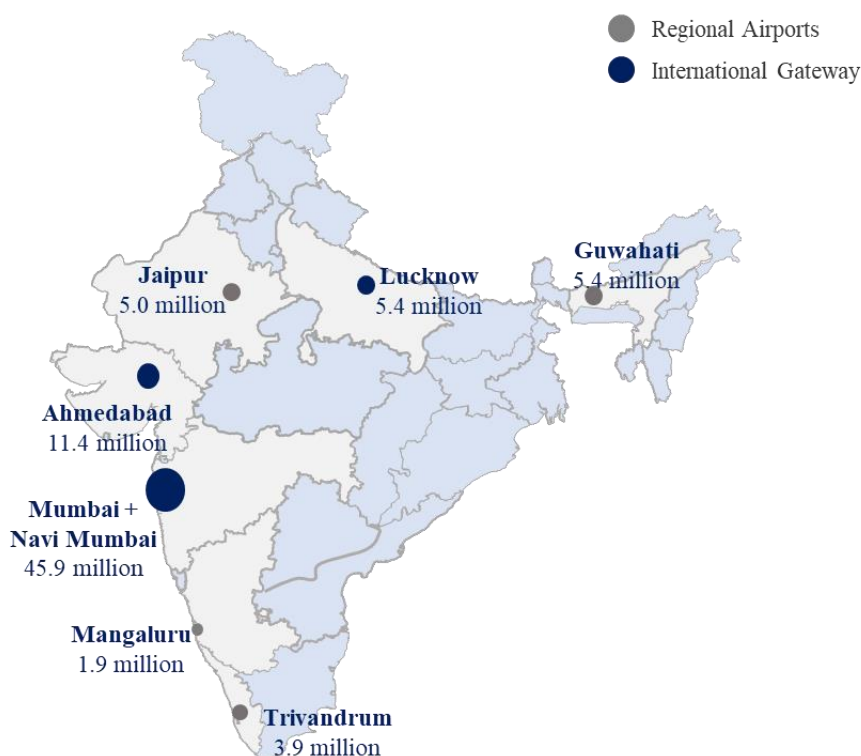 Regional Airports
International Gateway
Guwahati
5.4 million
Jaipur
5.0 million
Lucknow
5.4 million
Ahmedabad
11.4 million
Mumbai +
Navi Mumbai
45.9 million
Mangaluru
1.9 million
Trivandrum
3.9 million